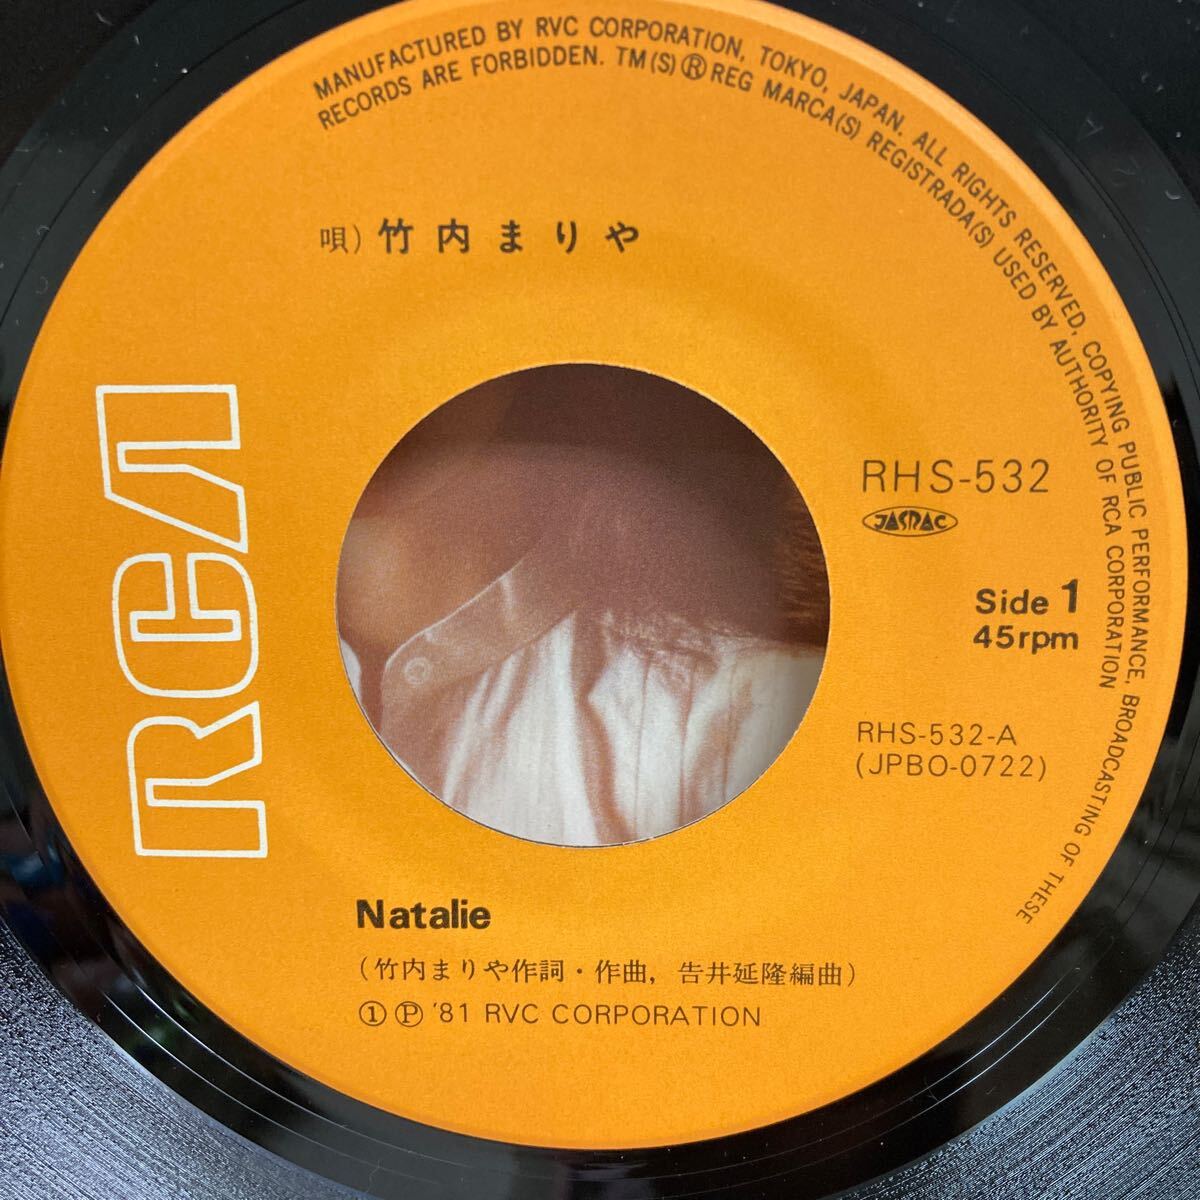 MANUFACTURED BY RVC CORPORATION, TOKYO, JAPAN. ALL RIGHTS RESERVED, COPYING PUBLIC PERFORMANCE, BROADCASTING OF THESE
RECORDS ARE FORBIDDEN. TM(S)®REG MARCA(S) REGISTRADA(S) USED BY AUTHORITY OF RCA CORPORATION
唄) 竹内まりや
RCA
RHS-532
JASRAC
Side 1
45rpm
RHS-532-A
(JPBO-0722)
Natalie
(竹内まりや作詞・作曲, 告井延隆編曲)
① Ⓟ '81 RVC CORPORATION